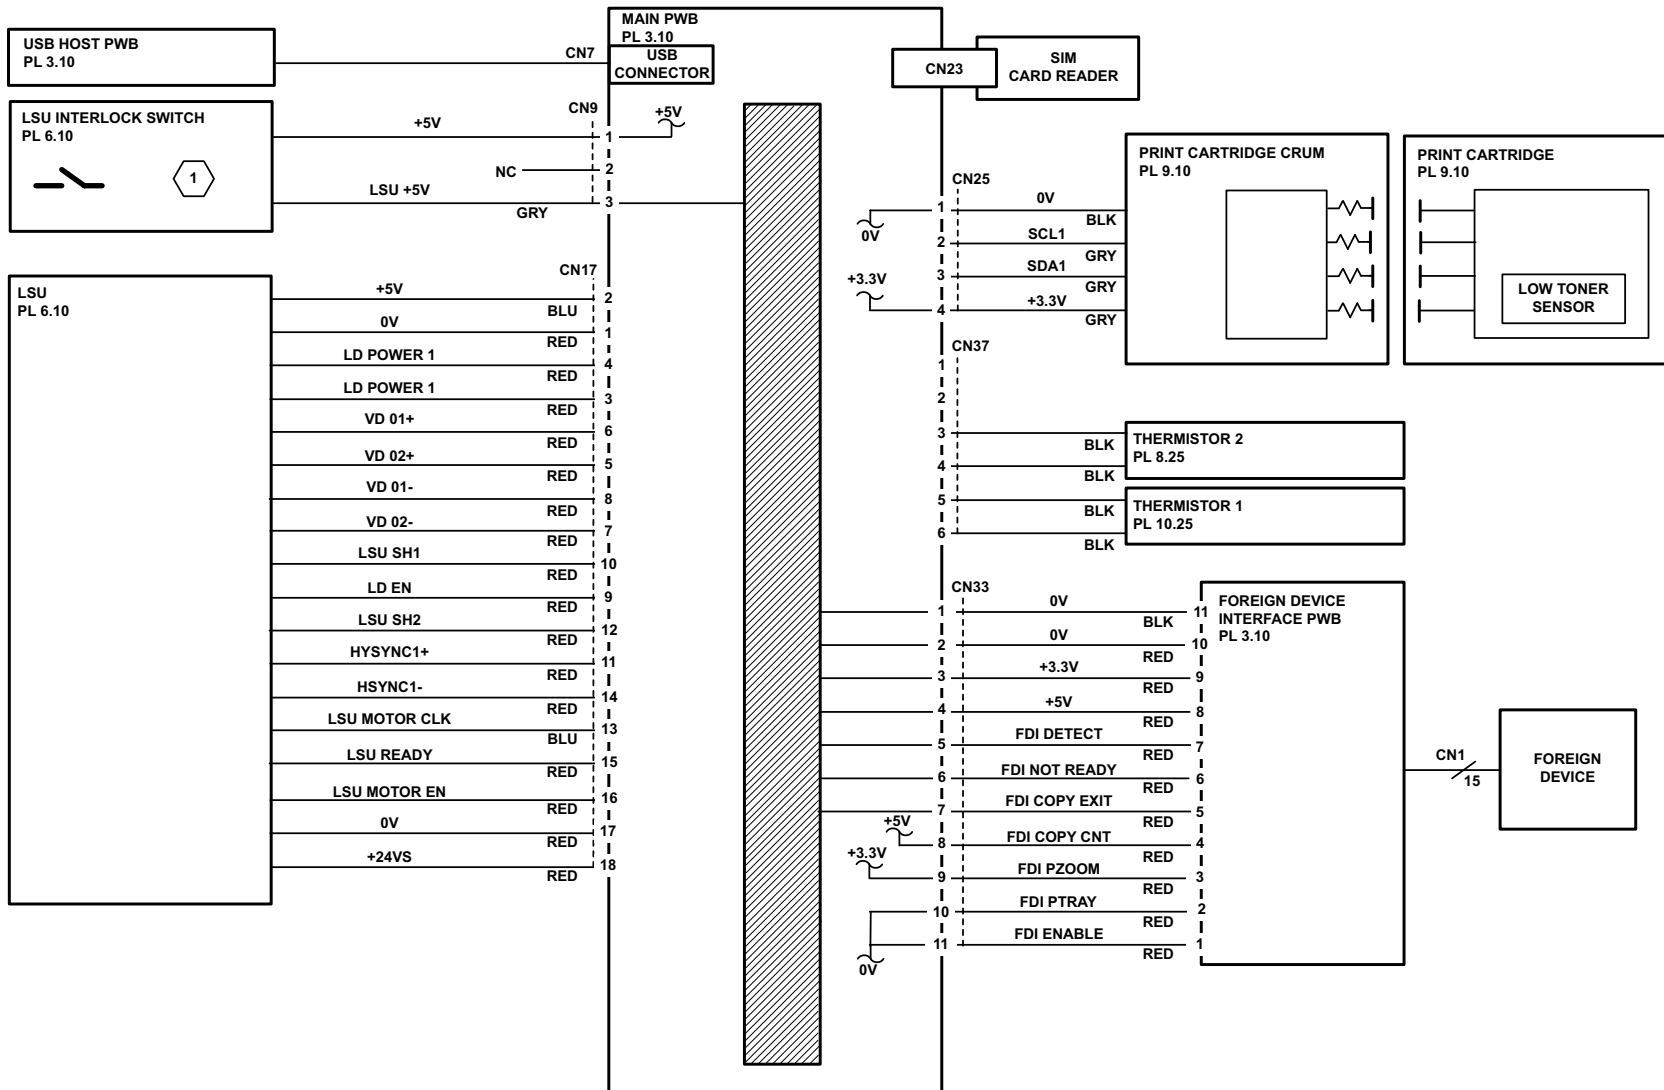 USB HOST PWB
PL 3.10
CN7
MAIN PWB
PL 3.10
USB
CONNECTOR
CN23
SIM
CARD READER
LSU INTERLOCK SWITCH
PL 6.10
1
CN9
+5V
1
+5V
NC
2
LSU +5V
3
GRY
LSU
PL 6.10
CN17
+5V
2
BLU
0V
1
RED
LD POWER 1
4
RED
LD POWER 1
3
RED
VD 01+
6
RED
VD 02+
5
RED
VD 01-
8
RED
VD 02-
7
RED
LSU SH1
10
RED
LD EN
9
RED
LSU SH2
12
RED
HYSYNC1+
11
RED
HSYNC1-
14
RED
LSU MOTOR CLK
13
BLU
LSU READY
15
RED
LSU MOTOR EN
16
RED
0V
17
RED
+24VS
18
RED
CN25
1
0V
BLK
0V
2
SCL1
GRY
3
SDA1
GRY
+3.3V
4
+3.3V
GRY
PRINT CARTRIDGE CRUM
PL 9.10
PRINT CARTRIDGE
PL 9.10
LOW TONER
SENSOR
CN37
1
2
3
BLK
4
BLK
5
BLK
6
BLK
THERMISTOR 2
PL 8.25
THERMISTOR 1
PL 10.25
CN33
1
0V
BLK
11
2
0V
RED
10
3
+3.3V
RED
9
4
+5V
RED
8
5
FDI DETECT
RED
7
6
FDI NOT READY
RED
6
7
FDI COPY EXIT
RED
5
+5V
8
FDI COPY CNT
RED
4
+3.3V
9
FDI PZOOM
RED
3
10
FDI PTRAY
RED
2
11
FDI ENABLE
RED
1
0V
FOREIGN DEVICE
INTERFACE PWB
PL 3.10
CN1
15
FOREIGN
DEVICE